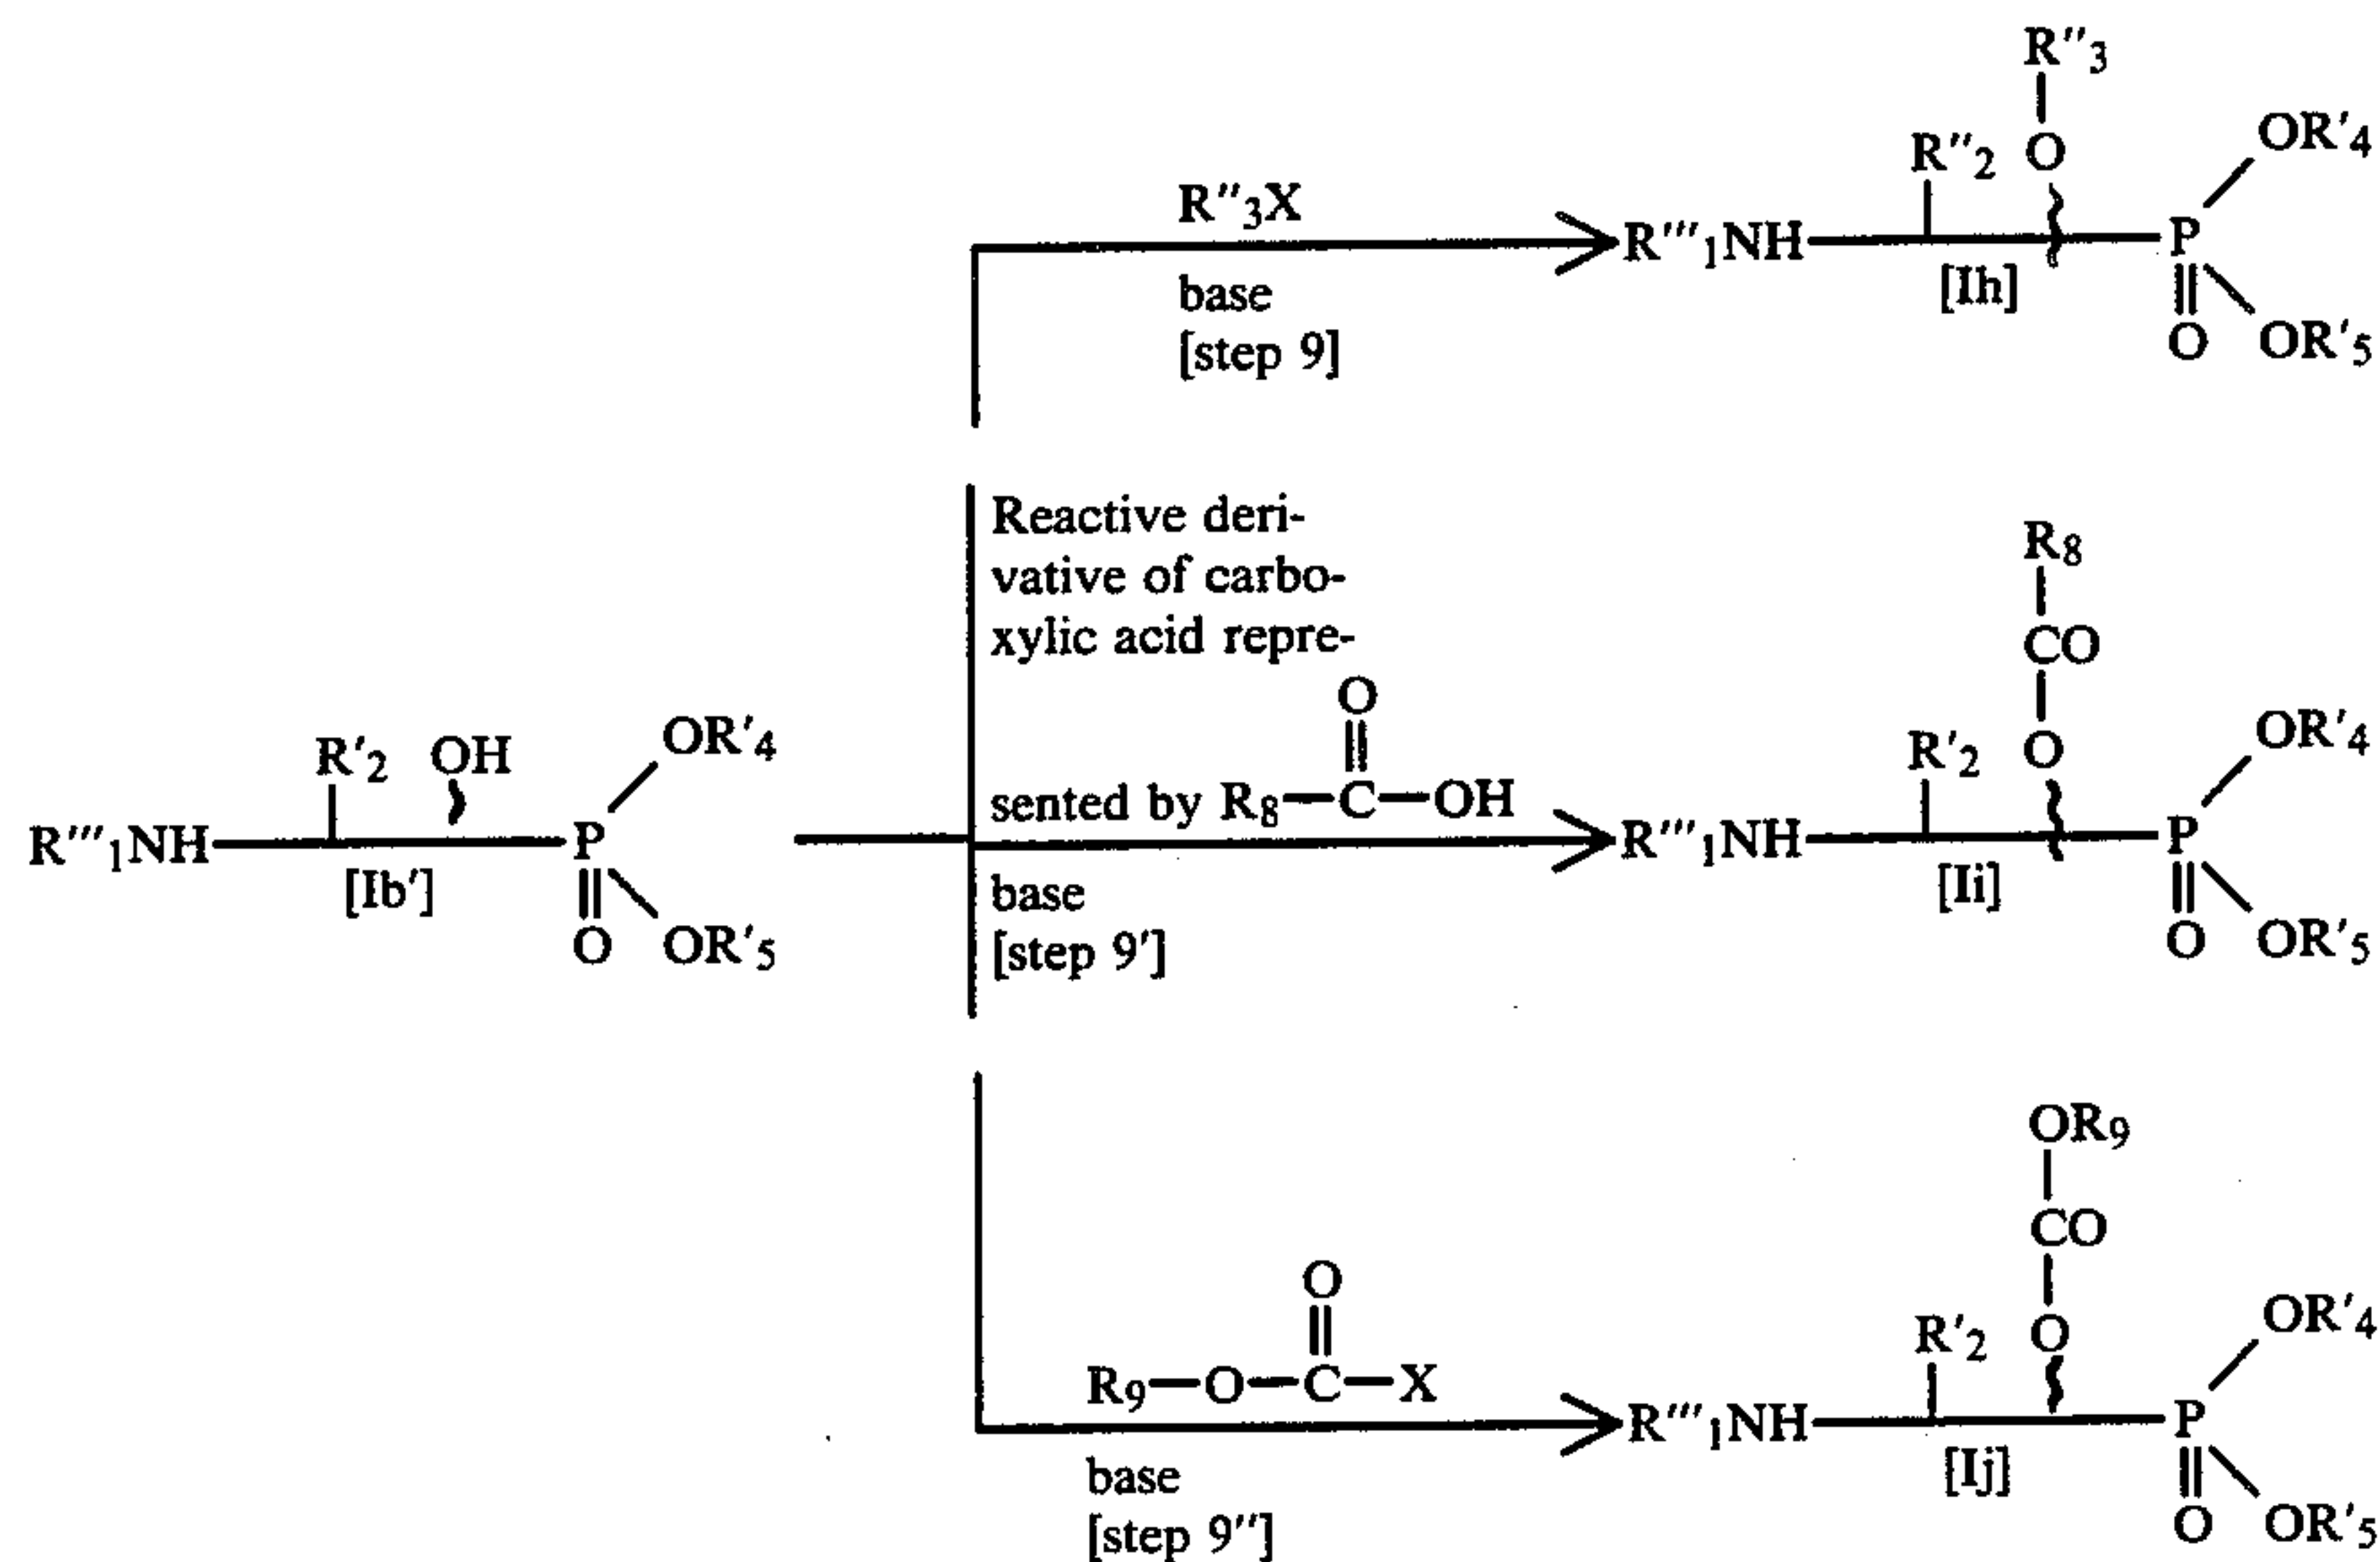 R″3
O
R″2
OR′4
R″3X
R‴1NH
P
base
[Ih]
O
OR′5
[step 9]
Reactive deri-
vative of carbo-
xylic acid repre-
sented by R8—C—OH
O
base
[step 9′]
R8
CO
O
R′2
OR′4
R‴1NH
P
[Ii]
O
OR′5
R′2
OH
OR′4
R‴1NH
P
[Ib′]
O
OR′5
OR9
CO
O
R′2
OR′4
O
R9—O—C—X
R‴1NH
P
base
[Ij]
O
OR′5
[step 9″]